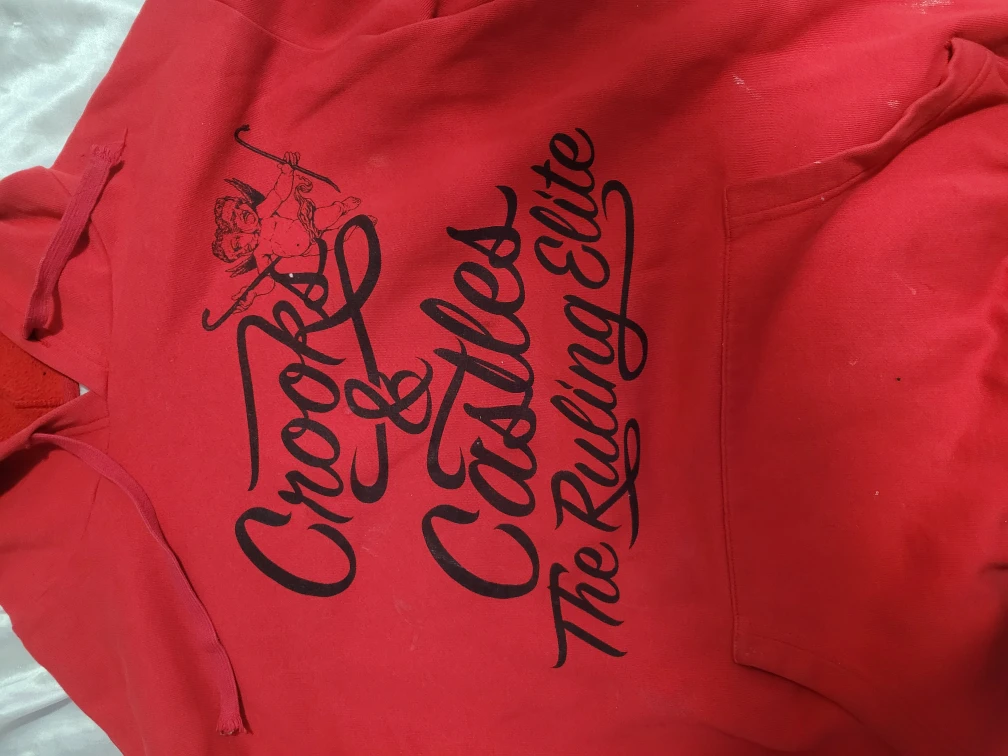 Crooks
&
Castles
The Ruling Elite